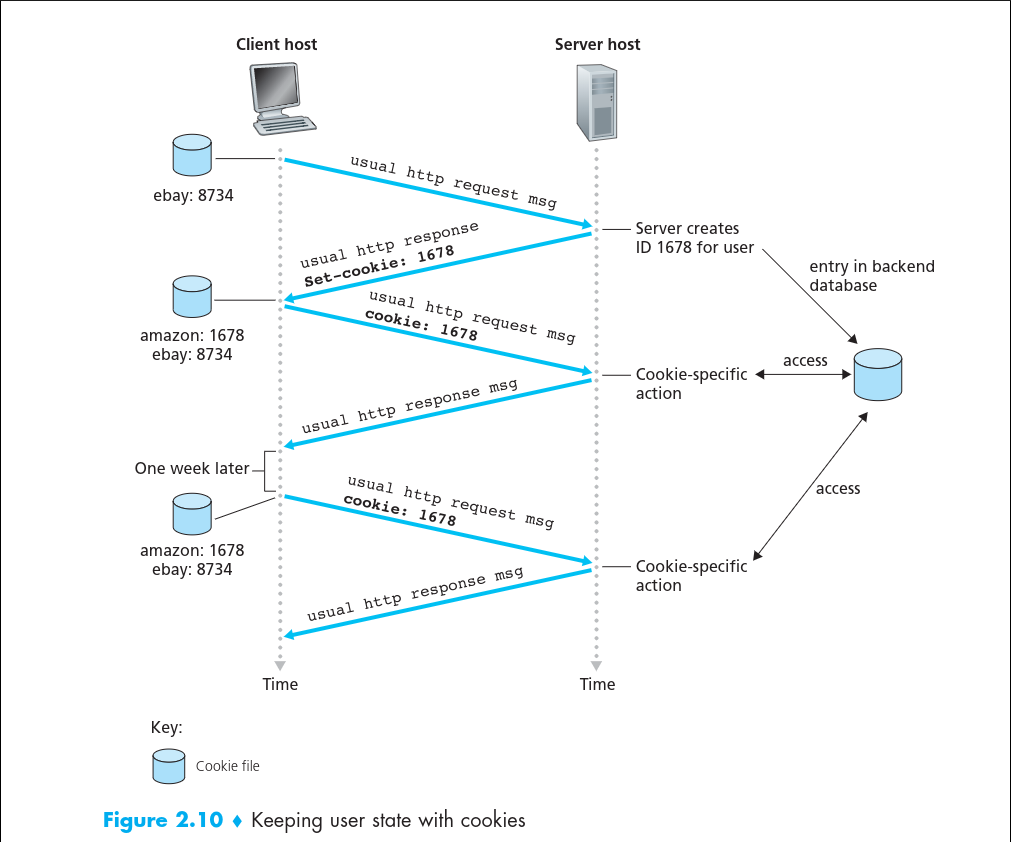 Client host
Server host
usual http request msg
ebay: 8734
Server creates
ID 1678 for user
usual http response
Set-cookie: 1678
entry in backend
database
usual http request msg
cookie: 1678
amazon: 1678
ebay: 8734
access
Cookie-specific
action
usual http response msg
One week later
usual http request msg
cookie: 1678
access
amazon: 1678
ebay: 8734
Cookie-specific
action
usual http response msg
Time
Time
Key:
Cookie file
Figure 2.10 ♦ Keeping user state with cookies